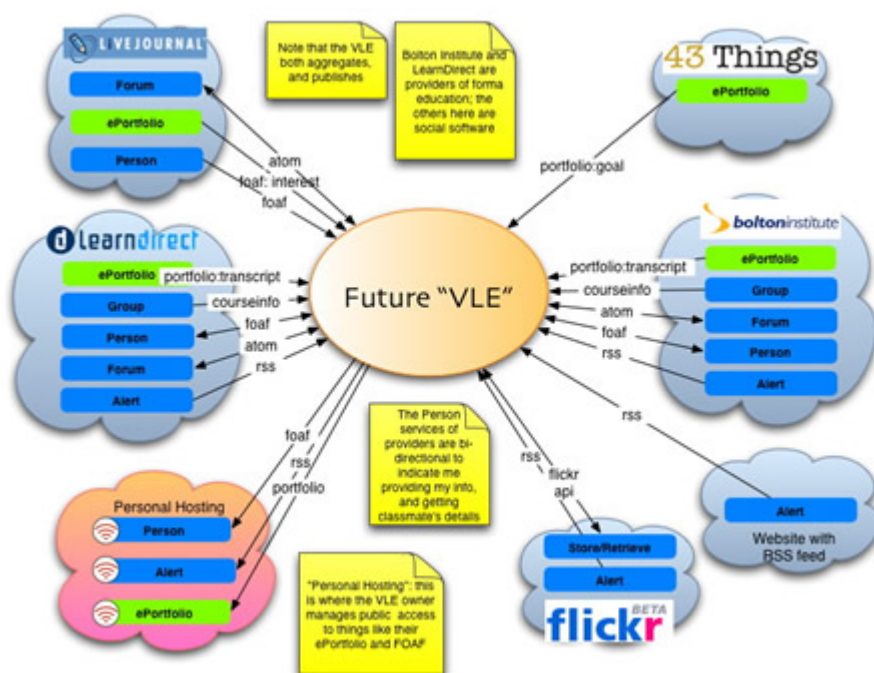 LIVEJOURNAL
Forum
ePortfolio
Person
atom
foaf: interest
foaf
Note that the VLE
both aggregates,
and publishes
Bolton Institute and
LearnDirect are
providers of forma
education; the
others here are
social software
43 Things
ePortfolio
portfolio:goal
learndirect
ePortfolio
Group
Person
Forum
Alert
portfolio:transcript
courseinfo
foaf
atom
rss
Future "VLE"
boltoninstitute
ePortfolio
Group
Forum
Person
Alert
portfolio:transcript
courseinfo
atom
foaf
rss
rss
Alert
Website with
RSS feed
foaf
rss
portfolio
Personal Hosting
Person
Alert
ePortfolio
The Person
services of
providers are bi-
directional to
indicate me
providing my info,
and getting
classmate's details
"Personal Hosting": this
is where the VLE owner
manages public access
to things like their
ePortfolio and FOAF
rss
flickr
api
Store/Retrieve
Alert
BETA
flickr